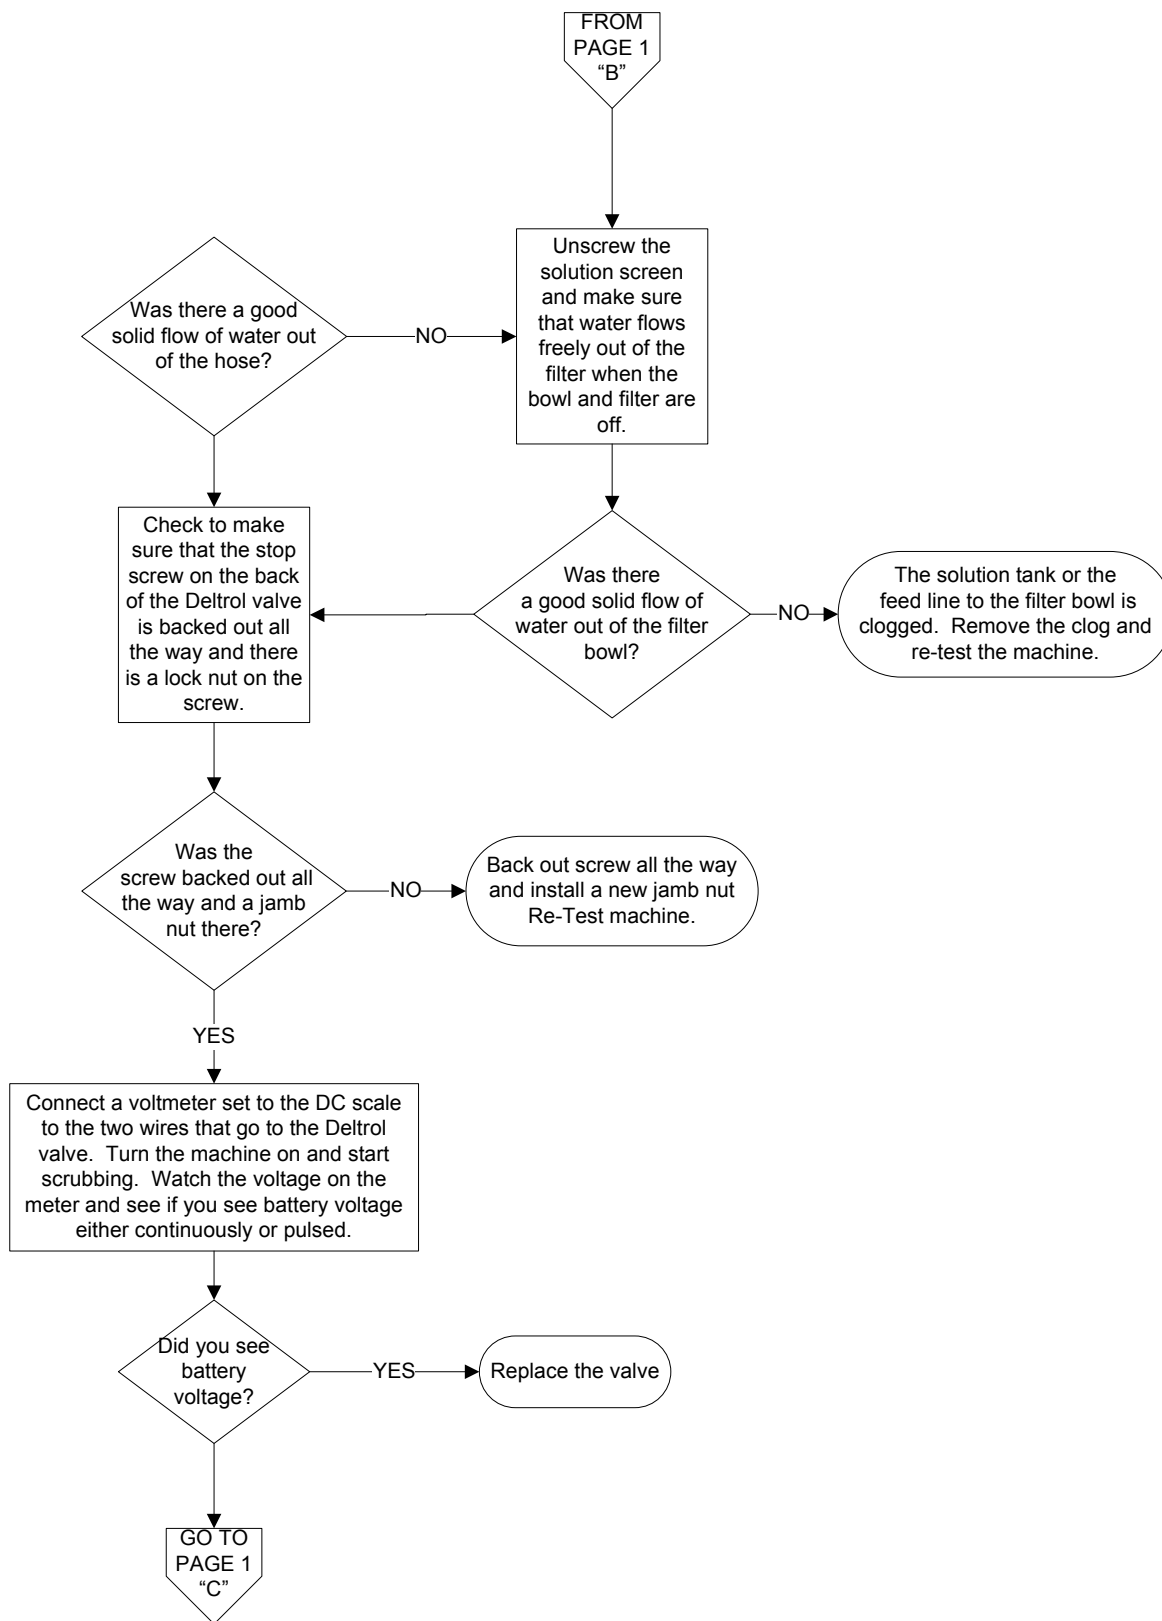 FROM
PAGE 1
“B”
Unscrew the
solution screen
and make sure
that water flows
freely out of the
filter when the
bowl and filter are
off.
Was there a good
solid flow of water out
of the hose?
NO
Check to make
sure that the stop
screw on the back
of the Deltrol valve
is backed out all
the way and there
is a lock nut on the
screw.
Was there
a good solid flow of
water out of the filter
bowl?
NO
The solution tank or the
feed line to the filter bowl is
clogged.  Remove the clog and
re-test the machine.
Was the
screw backed out all
the way and a jamb
nut there?
NO
Back out screw all the way
and install a new jamb nut
Re-Test machine.
YES
Connect a voltmeter set to the DC scale
to the two wires that go to the Deltrol
valve.  Turn the machine on and start
scrubbing.  Watch the voltage on the
meter and see if you see battery voltage
either continuously or pulsed.
Did you see
battery
voltage?
YES
Replace the valve
GO TO
PAGE 1
“C”